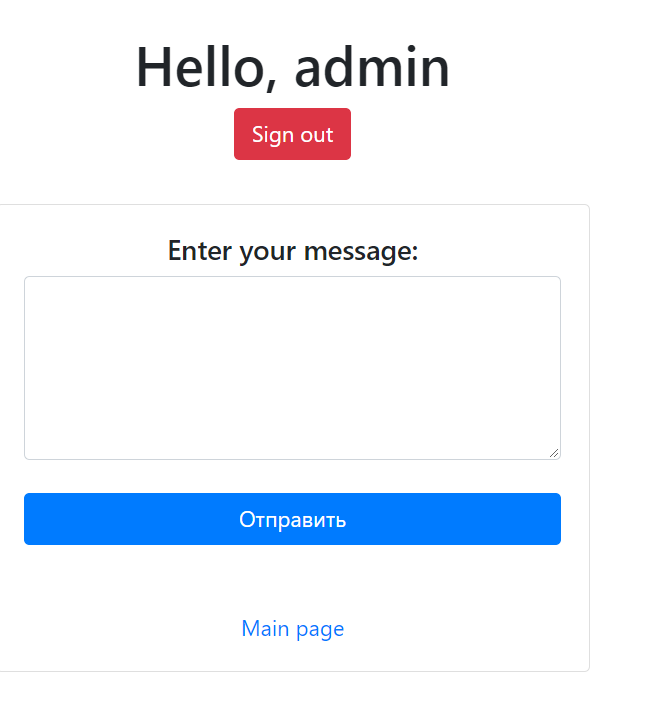 Hello, admin
Sign out
Enter your message:
Отправить
Main page